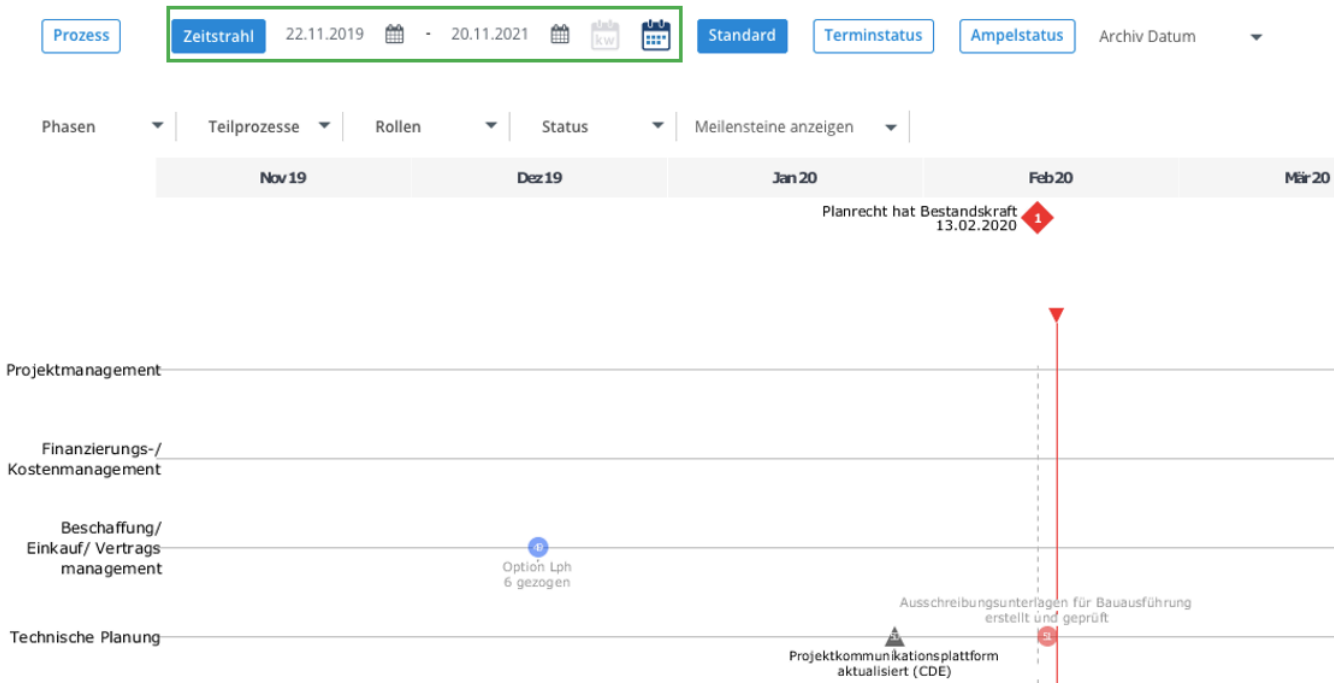 Prozess Zeitstrahl 22.11.2019 - 20.11.2021 kw Standard Terminstatus Ampelstatus Archiv Datum
Phasen Teilprozesse Rollen Status Meilensteine anzeigen
Nov 19 Dez 19 Jan 20 Feb 20 Mär 20
Planrecht hat Bestandskraft
13.02.2020
1
Projektmanagement
Finanzierungs-/
Kostenmanagement
Beschaffung/
Einkauf/ Vertrags
management
Option Lph
6 gezogen
Ausschreibungsunterlagen für Bauausführung
erstellt und geprüft
Technische Planung
Projektkommunikationsplattform
aktualisiert (CDE)